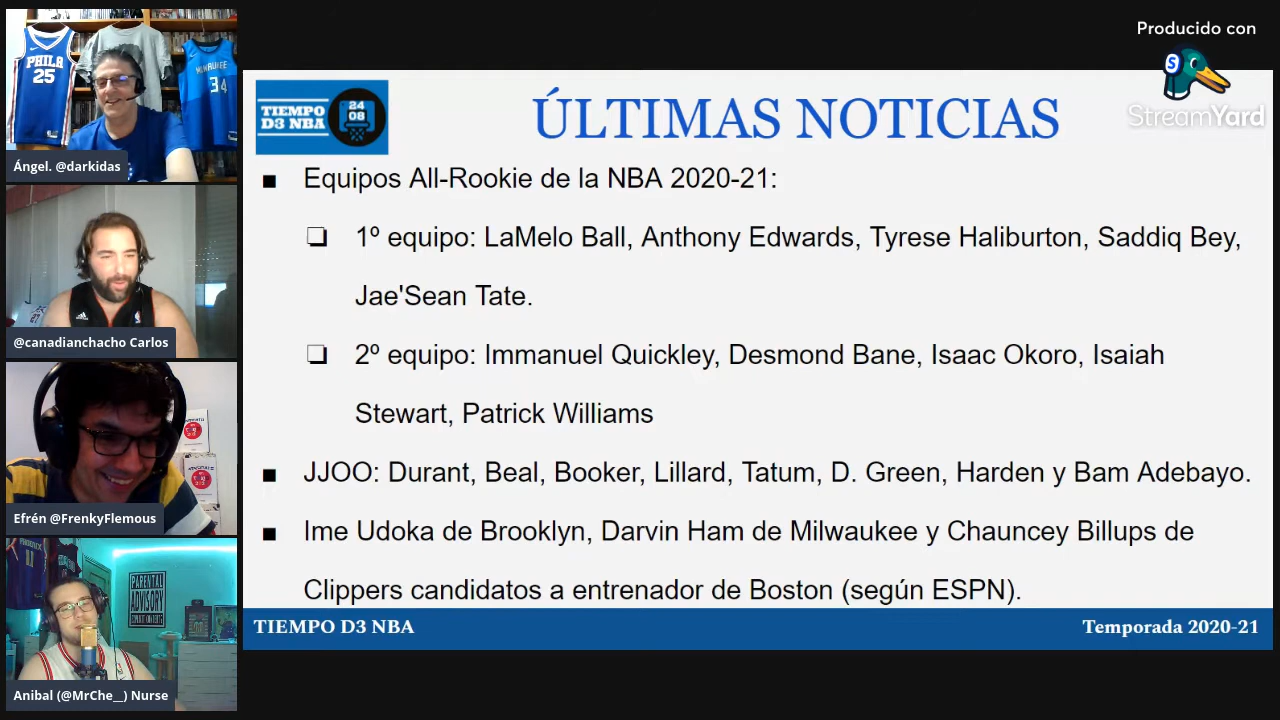 Producido con
StreamYard
PHILA
25
MILWAUKEE
34
Ángel. @darkidas
@canadianchacho Carlos
Efrén @FrenkyFlemous
PARENTAL
ADVISORY
EXPLICIT CONTENT
Anibal (@MrChe__) Nurse
TIEMPO
D3 NBA
24
08
ÚLTIMAS NOTICIAS
■ Equipos All-Rookie de la NBA 2020-21:
❏ 1º equipo: LaMelo Ball, Anthony Edwards, Tyrese Haliburton, Saddiq Bey,
Jae'Sean Tate.
❏ 2º equipo: Immanuel Quickley, Desmond Bane, Isaac Okoro, Isaiah
Stewart, Patrick Williams
■ JJOO: Durant, Beal, Booker, Lillard, Tatum, D. Green, Harden y Bam Adebayo.
■ Ime Udoka de Brooklyn, Darvin Ham de Milwaukee y Chauncey Billups de
Clippers candidatos a entrenador de Boston (según ESPN).
TIEMPO D3 NBA
Temporada 2020-21